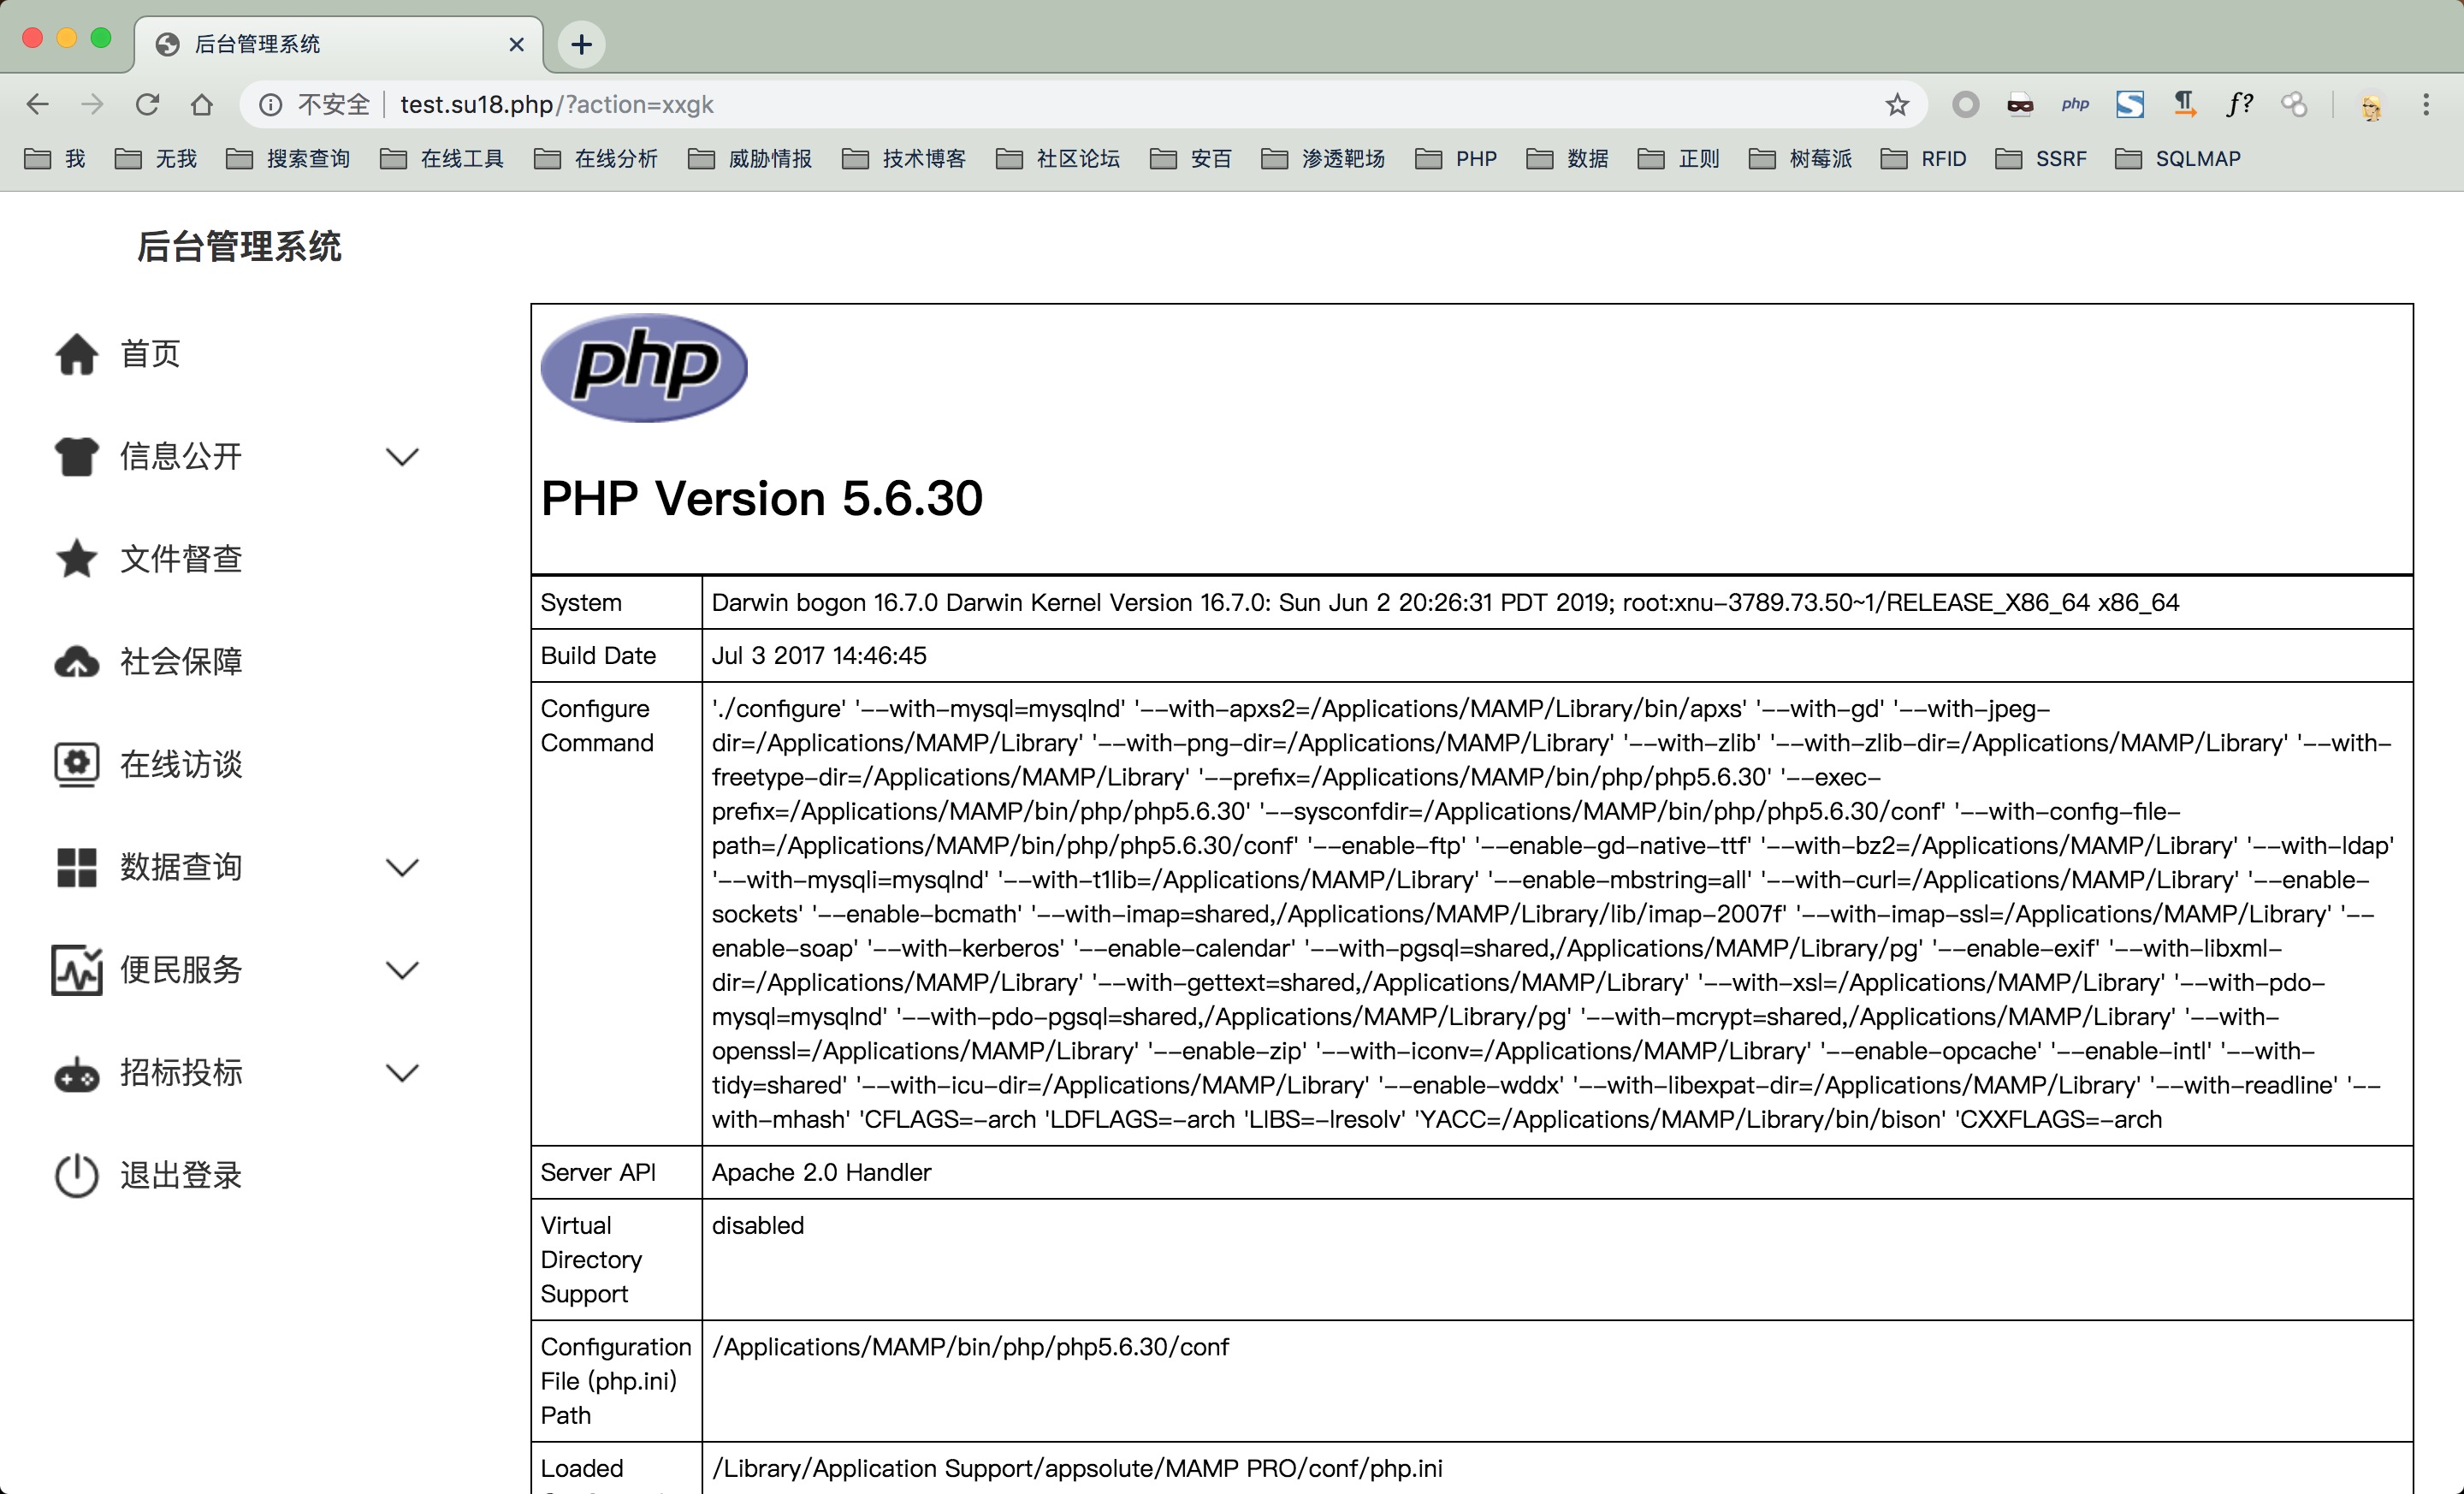 后台管理系统
不安全 test.su18.php/?action=xxgk
php
f?
我 无我 搜索查询 在线工具 在线分析 威胁情报 技术博客 社区论坛 安百 渗透靶场 PHP 数据 正则 树莓派 RFID SSRF SQLMAP
后台管理系统
首页
信息公开
文件督查
社会保障
在线访谈
数据查询
便民服务
招标投标
退出登录
php
PHP Version 5.6.30
System
Darwin bogon 16.7.0 Darwin Kernel Version 16.7.0: Sun Jun 2 20:26:31 PDT 2019; root:xnu-3789.73.50~1/RELEASE_X86_64 x86_64
Build Date
Jul 3 2017 14:46:45
Configure
Command
'./configure' '--with-mysql=mysqlnd' '--with-apxs2=/Applications/MAMP/Library/bin/apxs' '--with-gd' '--with-jpeg-
dir=/Applications/MAMP/Library' '--with-png-dir=/Applications/MAMP/Library' '--with-zlib' '--with-zlib-dir=/Applications/MAMP/Library' '--with-
freetype-dir=/Applications/MAMP/Library' '--prefix=/Applications/MAMP/bin/php/php5.6.30' '--exec-
prefix=/Applications/MAMP/bin/php/php5.6.30' '--sysconfdir=/Applications/MAMP/bin/php/php5.6.30/conf' '--with-config-file-
path=/Applications/MAMP/bin/php/php5.6.30/conf' '--enable-ftp' '--enable-gd-native-ttf' '--with-bz2=/Applications/MAMP/Library' '--with-ldap'
'--with-mysqli=mysqlnd' '--with-t1lib=/Applications/MAMP/Library' '--enable-mbstring=all' '--with-curl=/Applications/MAMP/Library' '--enable-
sockets' '--enable-bcmath' '--with-imap=shared,/Applications/MAMP/Library/lib/imap-2007f' '--with-imap-ssl=/Applications/MAMP/Library' '--
enable-soap' '--with-kerberos' '--enable-calendar' '--with-pgsql=shared,/Applications/MAMP/Library/pg' '--enable-exif' '--with-libxml-
dir=/Applications/MAMP/Library' '--with-gettext=shared,/Applications/MAMP/Library' '--with-xsl=/Applications/MAMP/Library' '--with-pdo-
mysql=mysqlnd' '--with-pdo-pgsql=shared,/Applications/MAMP/Library/pg' '--with-mcrypt=shared,/Applications/MAMP/Library' '--with-
openssl=/Applications/MAMP/Library' '--enable-zip' '--with-iconv=/Applications/MAMP/Library' '--enable-opcache' '--enable-intl' '--with-
tidy=shared' '--with-icu-dir=/Applications/MAMP/Library' '--enable-wddx' '--with-libexpat-dir=/Applications/MAMP/Library' '--with-readline' '--
with-mhash' 'CFLAGS=-arch 'LDFLAGS=-arch 'LIBS=-lresolv' 'YACC=/Applications/MAMP/Library/bin/bison' 'CXXFLAGS=-arch
Server API
Apache 2.0 Handler
Virtual
Directory
Support
disabled
Configuration
File (php.ini)
Path
/Applications/MAMP/bin/php/php5.6.30/conf
Loaded
/Library/Application Support/appsolute/MAMP PRO/conf/php.ini